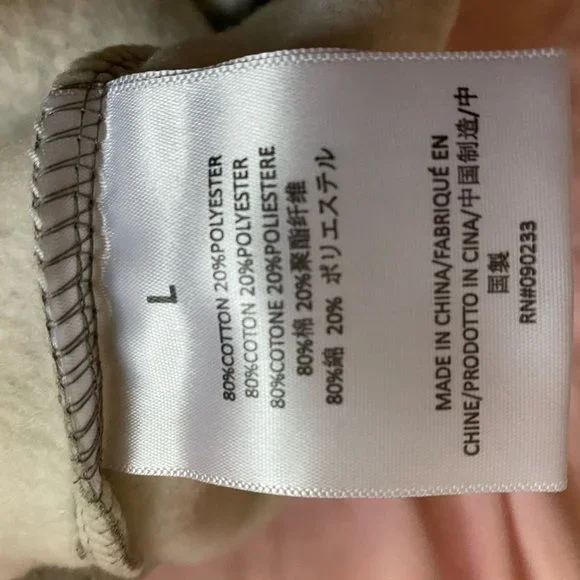 L
80%COTTON 20%POLYESTER
80%COTON 20%POLYESTER
80%COTONE 20%POLIESTERE
80%棉 20%聚酯纤维
80%綿 20% ポリエステル
MADE IN CHINA/FABRIQUÉ EN
CHINE/PRODOTTO IN CINA/中国制造/中
国製
RN#090233